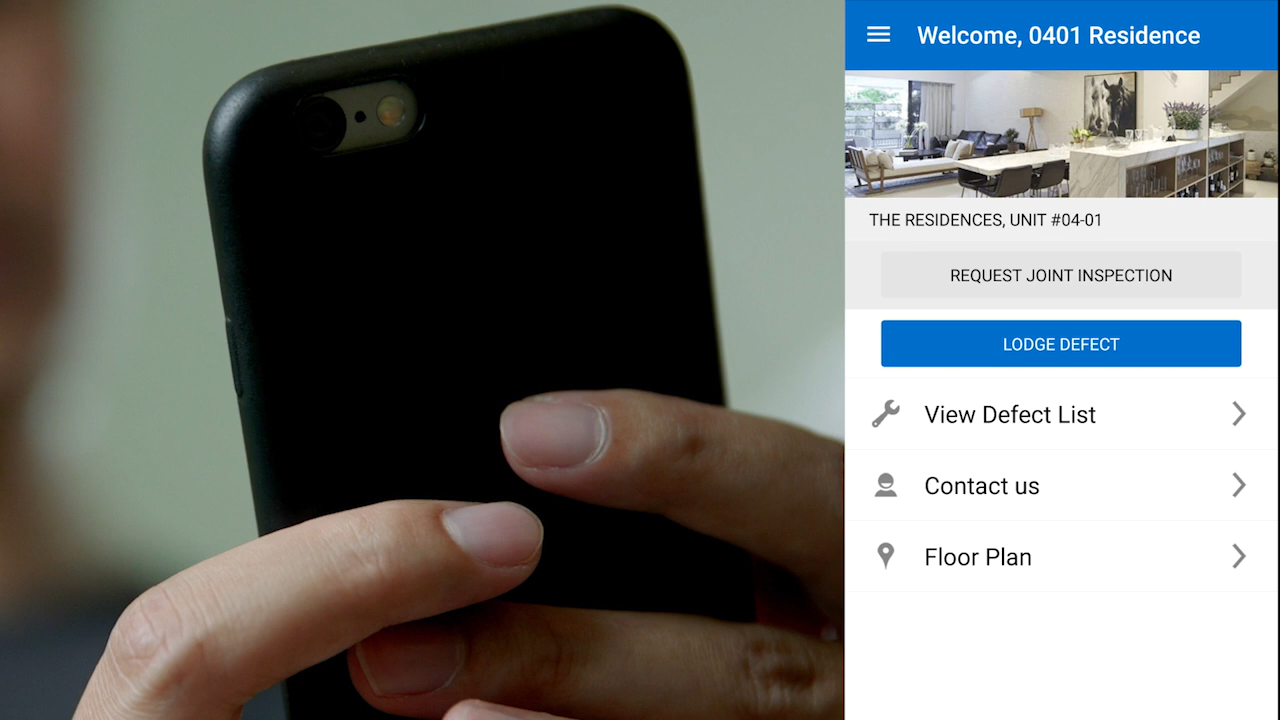 Welcome, 0401 Residence
THE RESIDENCES, UNIT #04-01
REQUEST JOINT INSPECTION
LODGE DEFECT
View Defect List
Contact us
Floor Plan